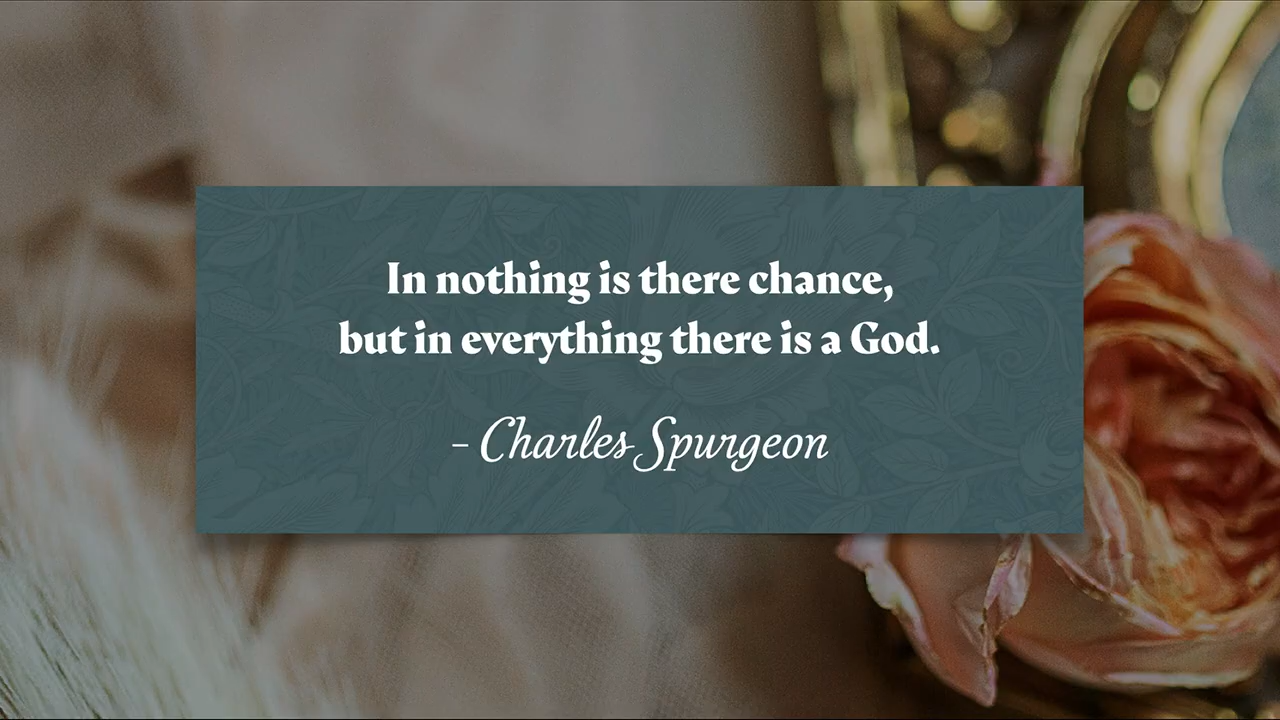 In nothing is there chance,
but in everything there is a God.
– Charles Spurgeon